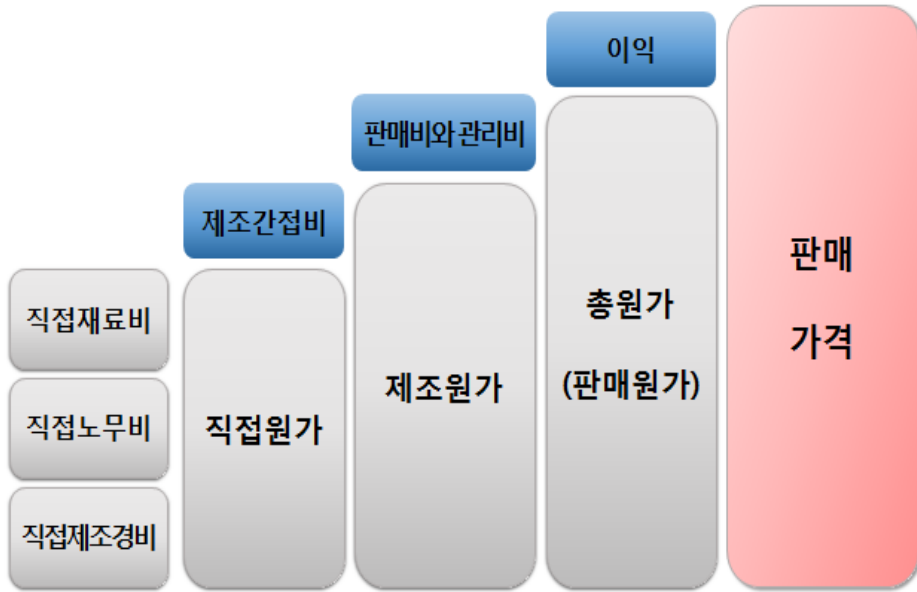 직접재료비
직접노무비
직접제조경비
제조간접비
직접원가
판매비와 관리비
제조원가
이익
총원가
(판매원가)
판매
가격